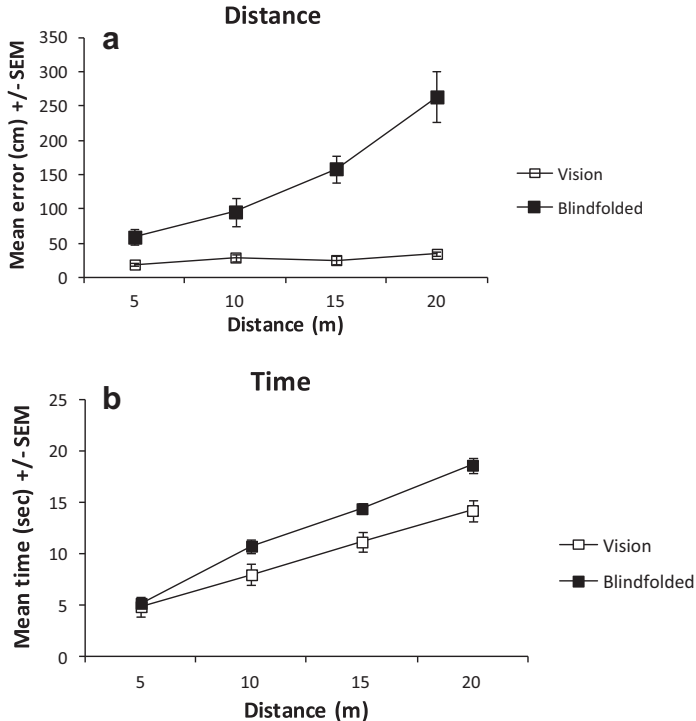 Distance
a
350
300
250
200
150
100
50
0
Mean error (cm) +/- SEM
5 10 15 20
Distance (m)
Vision
Blindfolded
Time
b
25
20
15
10
5
0
Mean time (sec) +/- SEM
5 10 15 20
Distance (m)
Vision
Blindfolded